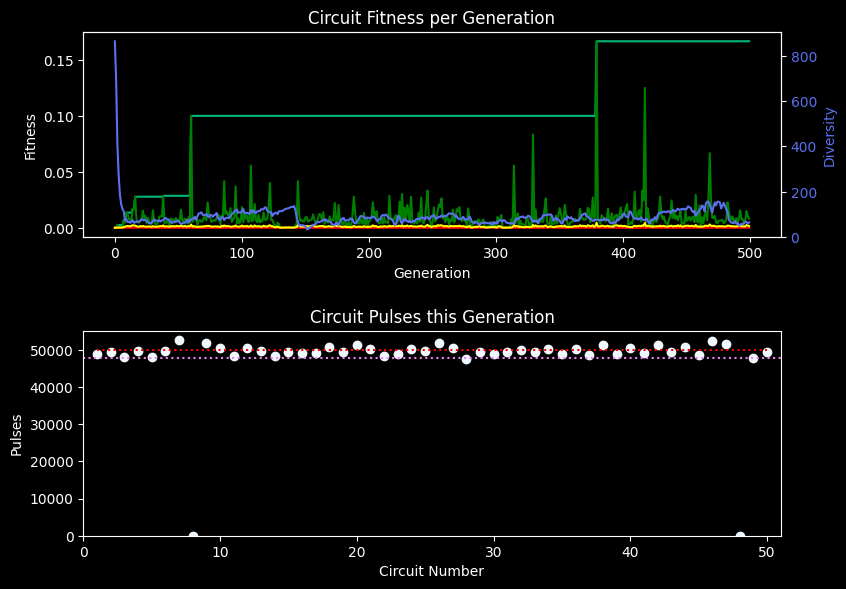 Circuit Fitness per Generation
0.15
0.10
0.05
0.00
Fitness
800
600
400
200
0
Diversity
0 100 200 300 400 500
Generation
Circuit Pulses this Generation
50000
40000
30000
20000
10000
0
Pulses
0 10 20 30 40 50
Circuit Number